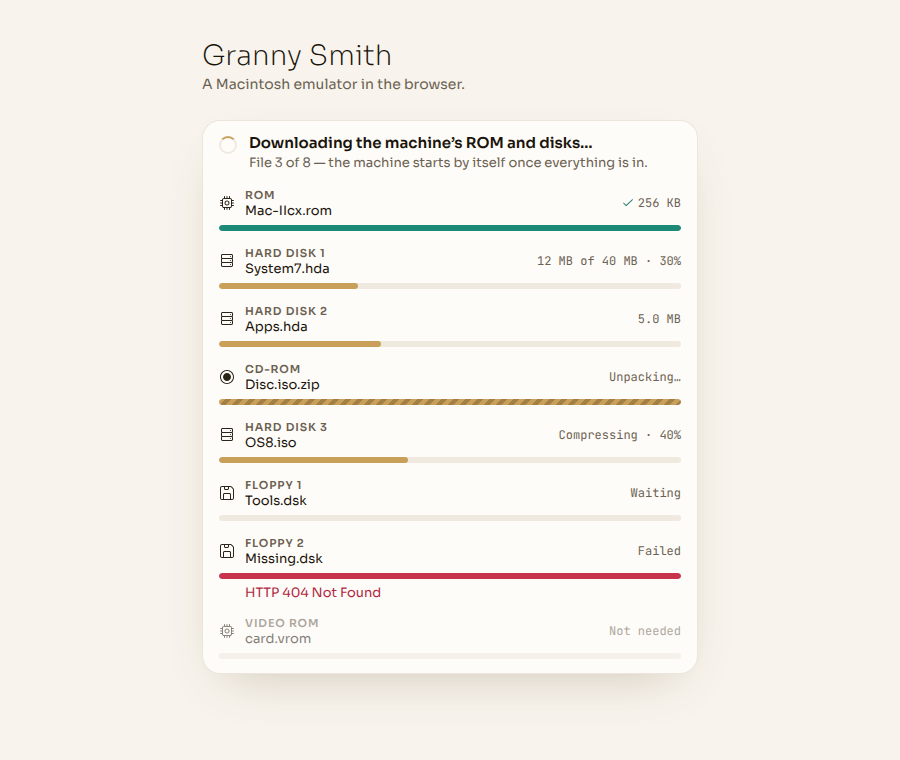 Granny Smith
A Macintosh emulator in the browser.
Downloading the machine’s ROM and disks…
File 3 of 8 — the machine starts by itself once everything is in.
ROM
Mac-IIcx.rom
256 KB
HARD DISK 1
System7.hda
12 MB of 40 MB · 30%
HARD DISK 2
Apps.hda
5.0 MB
CD-ROM
Disc.iso.zip
Unpacking…
HARD DISK 3
OS8.iso
Compressing · 40%
FLOPPY 1
Tools.dsk
Waiting
FLOPPY 2
Missing.dsk
Failed
HTTP 404 Not Found
VIDEO ROM
card.vrom
Not needed